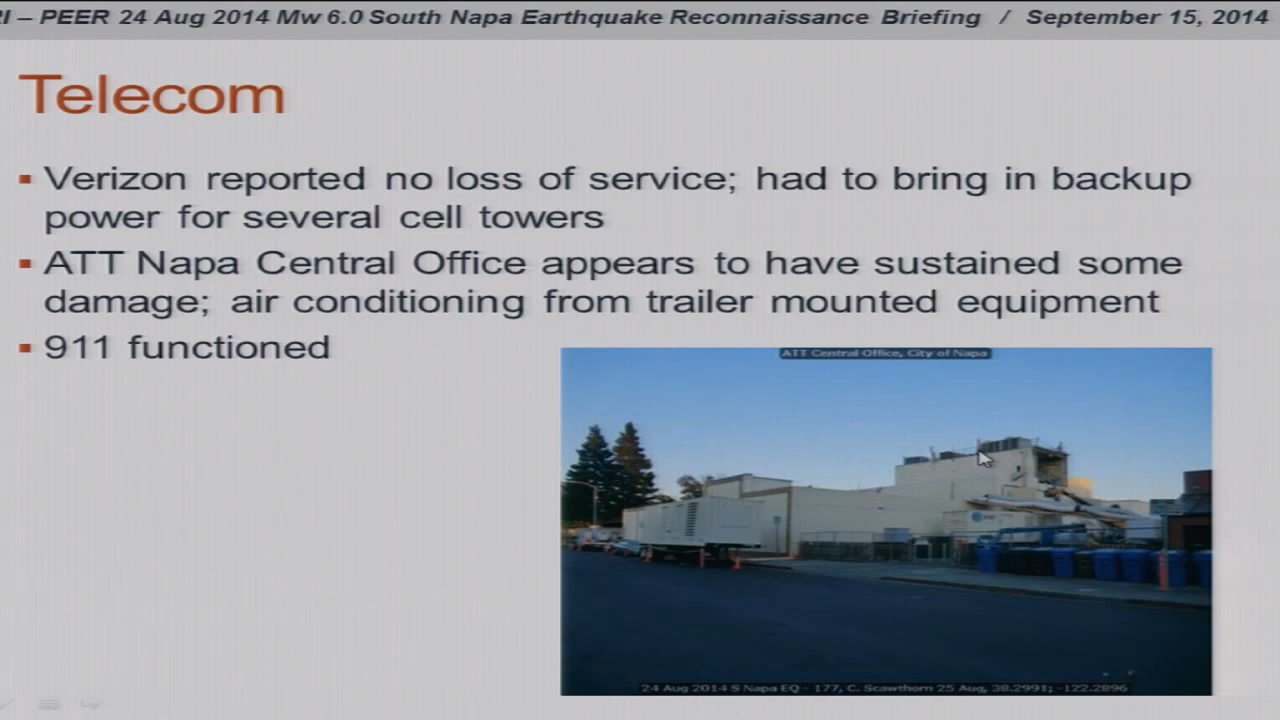 RI – PEER 24 Aug 2014 Mw 6.0 South Napa Earthquake Reconnaissance Briefing / September 15, 2014
Telecom
▪ Verizon reported no loss of service; had to bring in backup
power for several cell towers
▪ ATT Napa Central Office appears to have sustained some
damage; air conditioning from trailer mounted equipment
▪ 911 functioned
ATT Central Office, City of Napa
24 Aug 2014 S Napa EQ - 177, C. Scawthorn 25 Aug, 38.2991; -122.2896